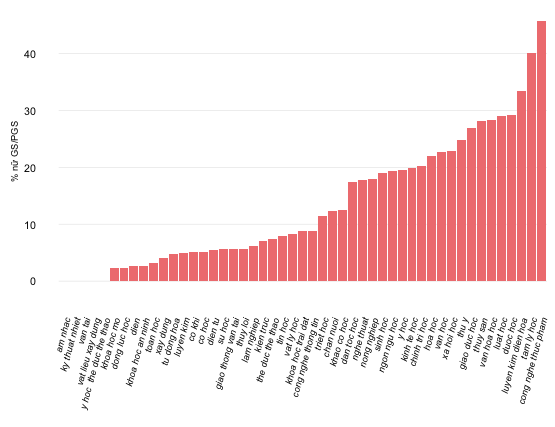 % nữ GS/PGS
40
30
20
10
0
am nhac
ky thuat nhiet
van tai
vat lieu xay dung
y hoc the duc the thao
khoa hoc mo
dong luc hoc
dien
khoa hoc an ninh
toan hoc
xay dung
tu dong hoa
luyen kim
co khi
co hoc
dien tu
su hoc
giao thong van tai
thuy loi
lam nghiep
kien truc
the duc the thao
tin hoc
vat ly hoc
khoa hoc trai dat
cong nghe thong tin
triet hoc
chan nuoi
khao co hoc
dan toc hoc
nghe thuat
nong nghiep
sinh hoc
ngon ngu hoc
y hoc
kinh te hoc
chinh tri hoc
hoa hoc
van hoc
xa hoi hoc
thu y
giao duc hoc
thuy san
van hoa hoc
luat hoc
duoc hoc
luyen kim dien hoa
tam ly hoc
cong nghe thuc pham